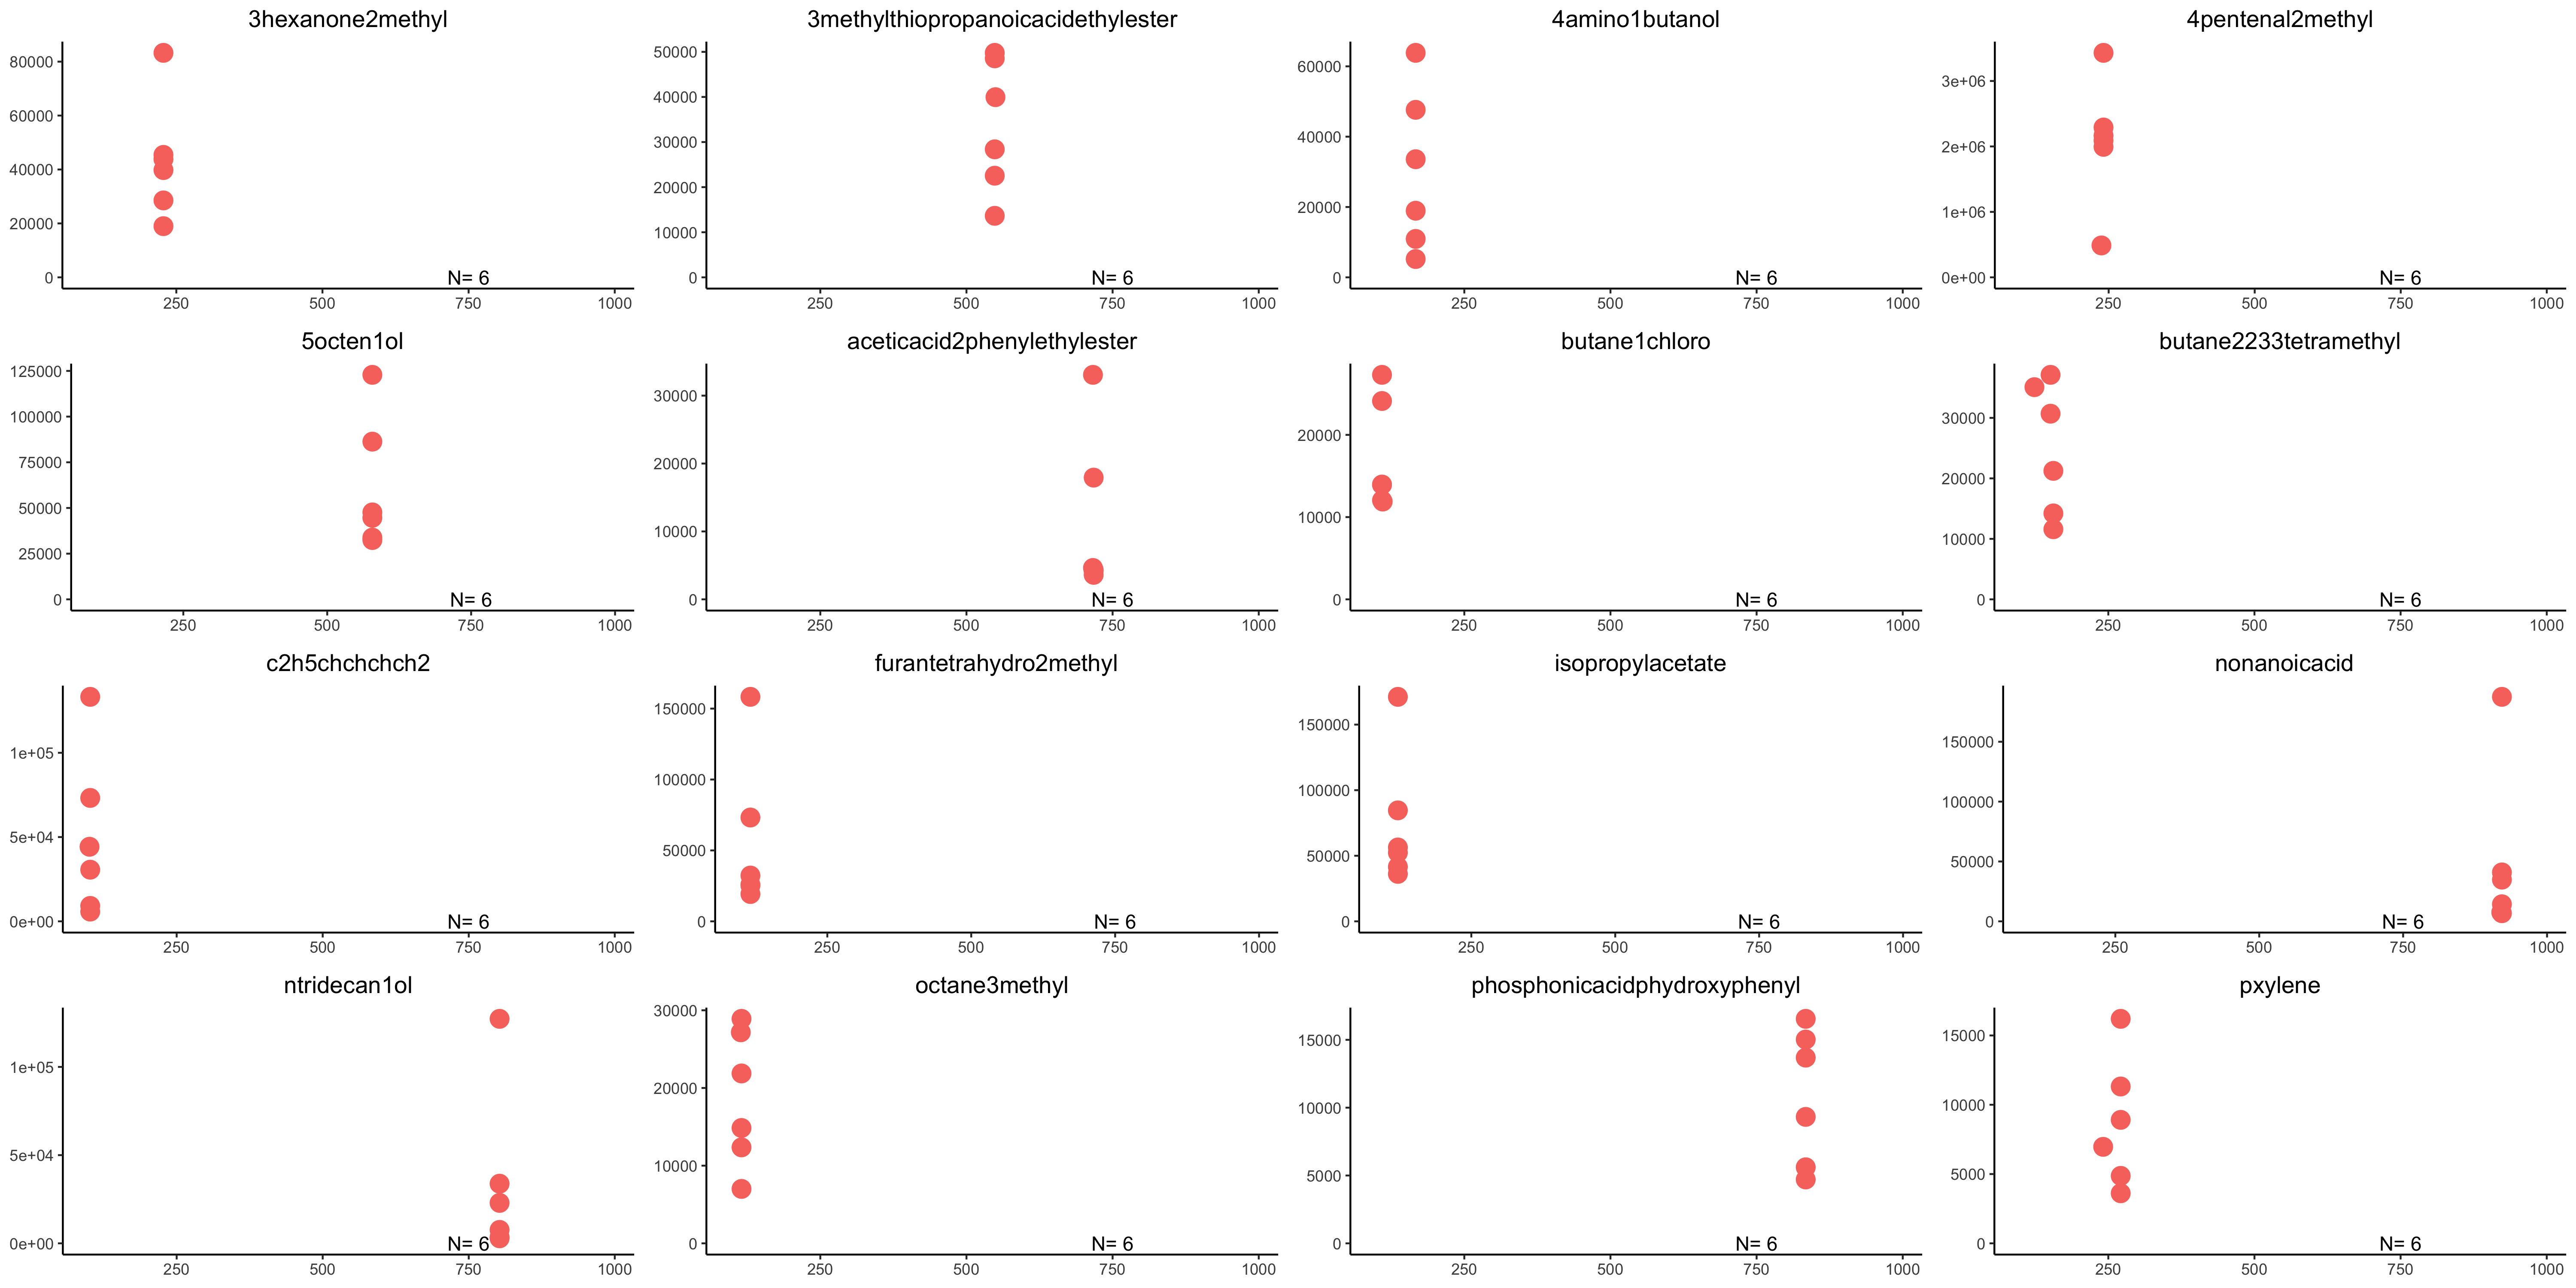 3hexanone2methyl
80000
60000
40000
20000
0
N= 6
250 500 750 1000
3methylthiopropanoicacidethylester
50000
40000
30000
20000
10000
0
N= 6
250 500 750 1000
4amino1butanol
60000
40000
20000
0
N= 6
250 500 750 1000
4pentenal2methyl
3e+06
2e+06
1e+06
0e+00
N= 6
250 500 750 1000
5octen1ol
125000
100000
75000
50000
25000
0
N= 6
250 500 750 1000
aceticacid2phenylethylester
30000
20000
10000
0
N= 6
250 500 750 1000
butane1chloro
20000
10000
0
N= 6
250 500 750 1000
butane2233tetramethyl
30000
20000
10000
0
N= 6
250 500 750 1000
c2h5chchchch2
1e+05
5e+04
0e+00
N= 6
250 500 750 1000
furantetrahydro2methyl
150000
100000
50000
0
N= 6
250 500 750 1000
isopropylacetate
150000
100000
50000
0
N= 6
250 500 750 1000
nonanoicacid
150000
100000
50000
0
N= 6
250 500 750 1000
ntridecan1ol
1e+05
5e+04
0e+00
N= 6
250 500 750 1000
octane3methyl
30000
20000
10000
0
N= 6
250 500 750 1000
phosphonicacidphydroxyphenyl
15000
10000
5000
0
N= 6
250 500 750 1000
pxylene
15000
10000
5000
0
N= 6
250 500 750 1000